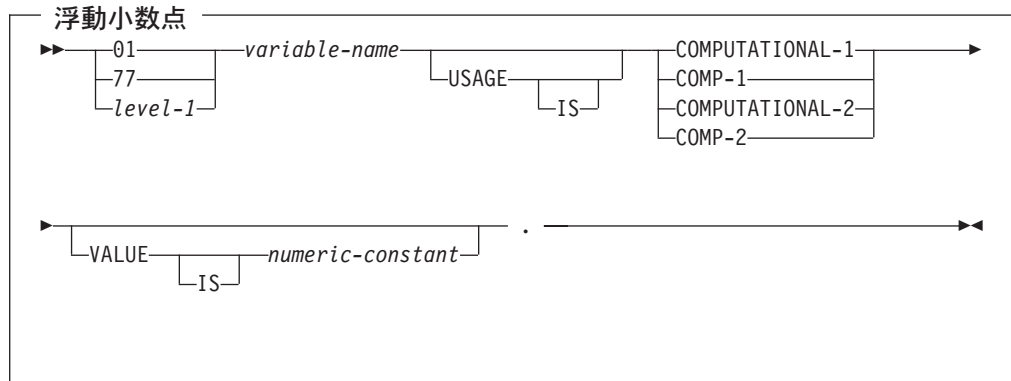 浮動小数点
01 variable-name COMPUTATIONAL-1
77 USAGE COMP-1
level-1 IS COMPUTATIONAL-2
COMP-2
.
VALUE numeric-constant
IS